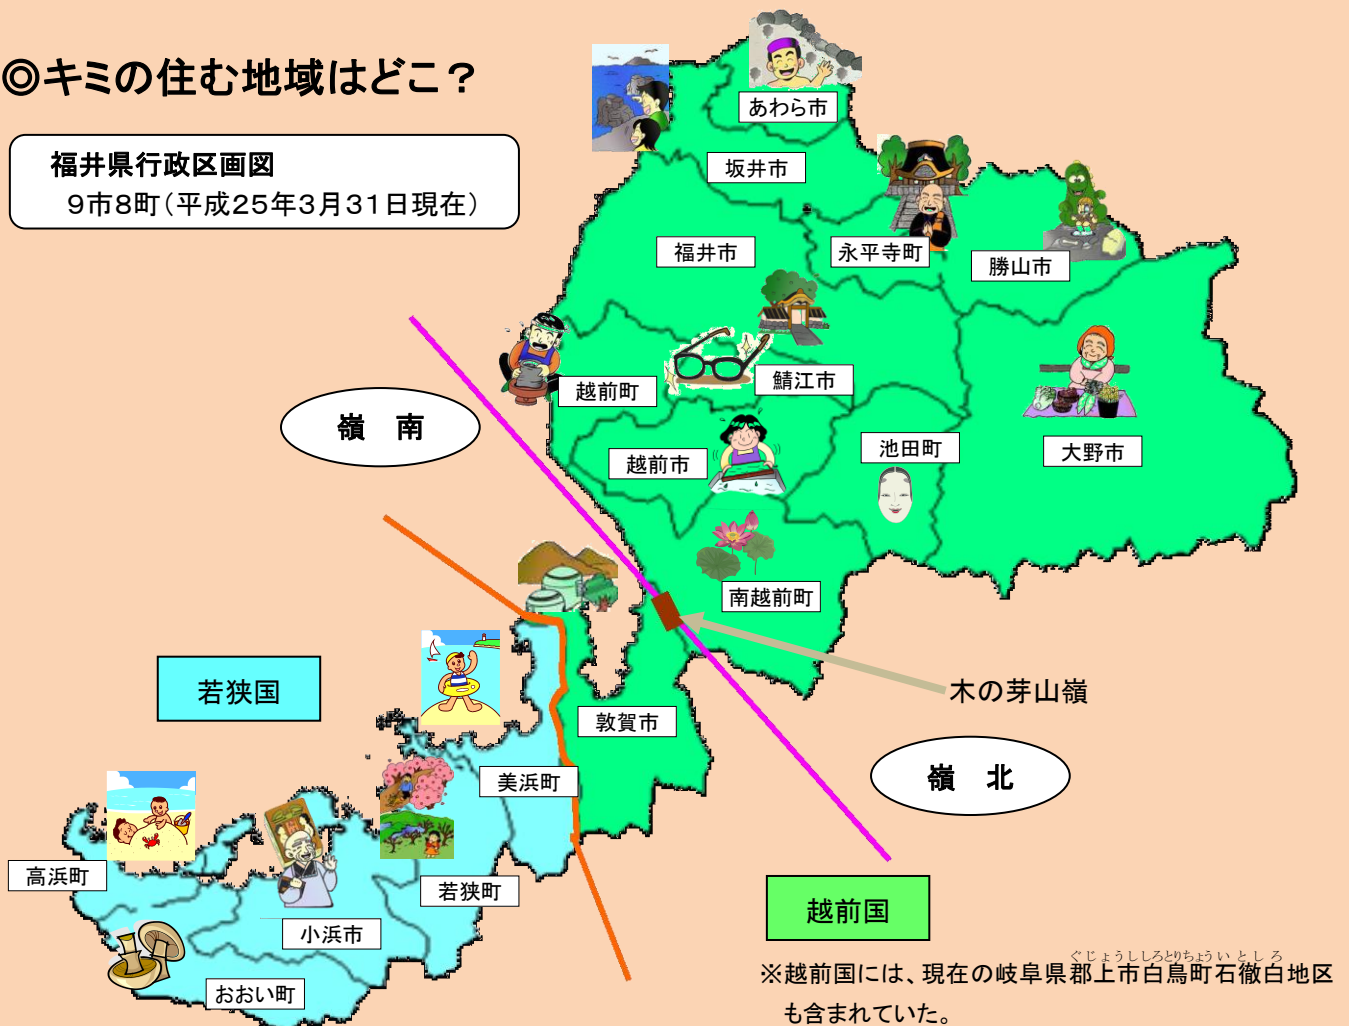 ◎キミの住む地域はどこ？
福井県行政区画図
9市8町（平成25年3月31日現在）
あわら市
坂井市
福井市
永平寺町
勝山市
越前町
鯖江市
嶺 南
越前市
池田町
大野市
南越前町
木の芽山嶺
若狭国
敦賀市
嶺 北
美浜町
高浜町
若狭町
小浜市
おおい町
越前国
ぐじょうししろとりちょういとしろ
※越前国には、現在の岐阜県郡上市白鳥町石徹白地区
も含まれていた。